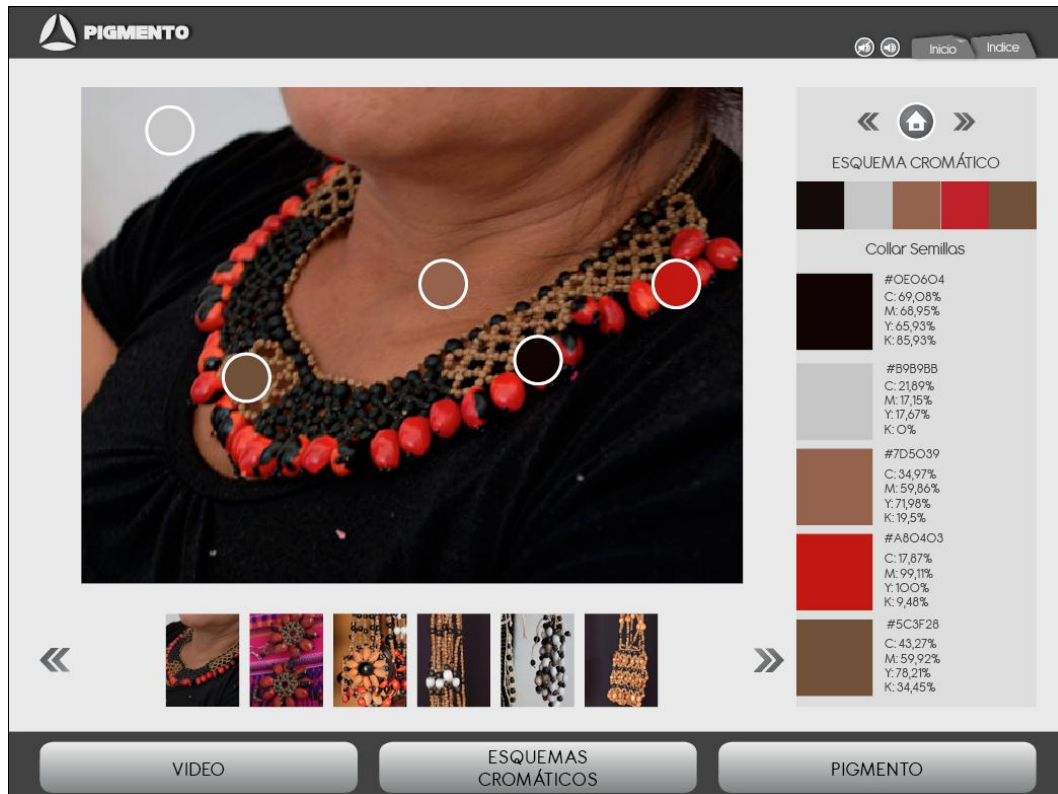 PIGMENTO
Inicio
Indice
ESQUEMA CROMÁTICO
Collar Semillas
#0E0604
C: 69,08%
M: 68,95%
Y: 65,93%
K: 85,93%
#B9B9BB
C: 21,89%
M: 17,15%
Y: 17,67%
K: 0%
#7D5039
C: 34,97%
M: 59,86%
Y: 71,98%
K: 19,5%
#A80403
C: 17,87%
M: 99,11%
Y: 100%
K: 9,48%
#5C3F28
C: 43,27%
M: 59,92%
Y: 78,21%
K: 34,45%
VIDEO
ESQUEMAS
CROMÁTICOS
PIGMENTO